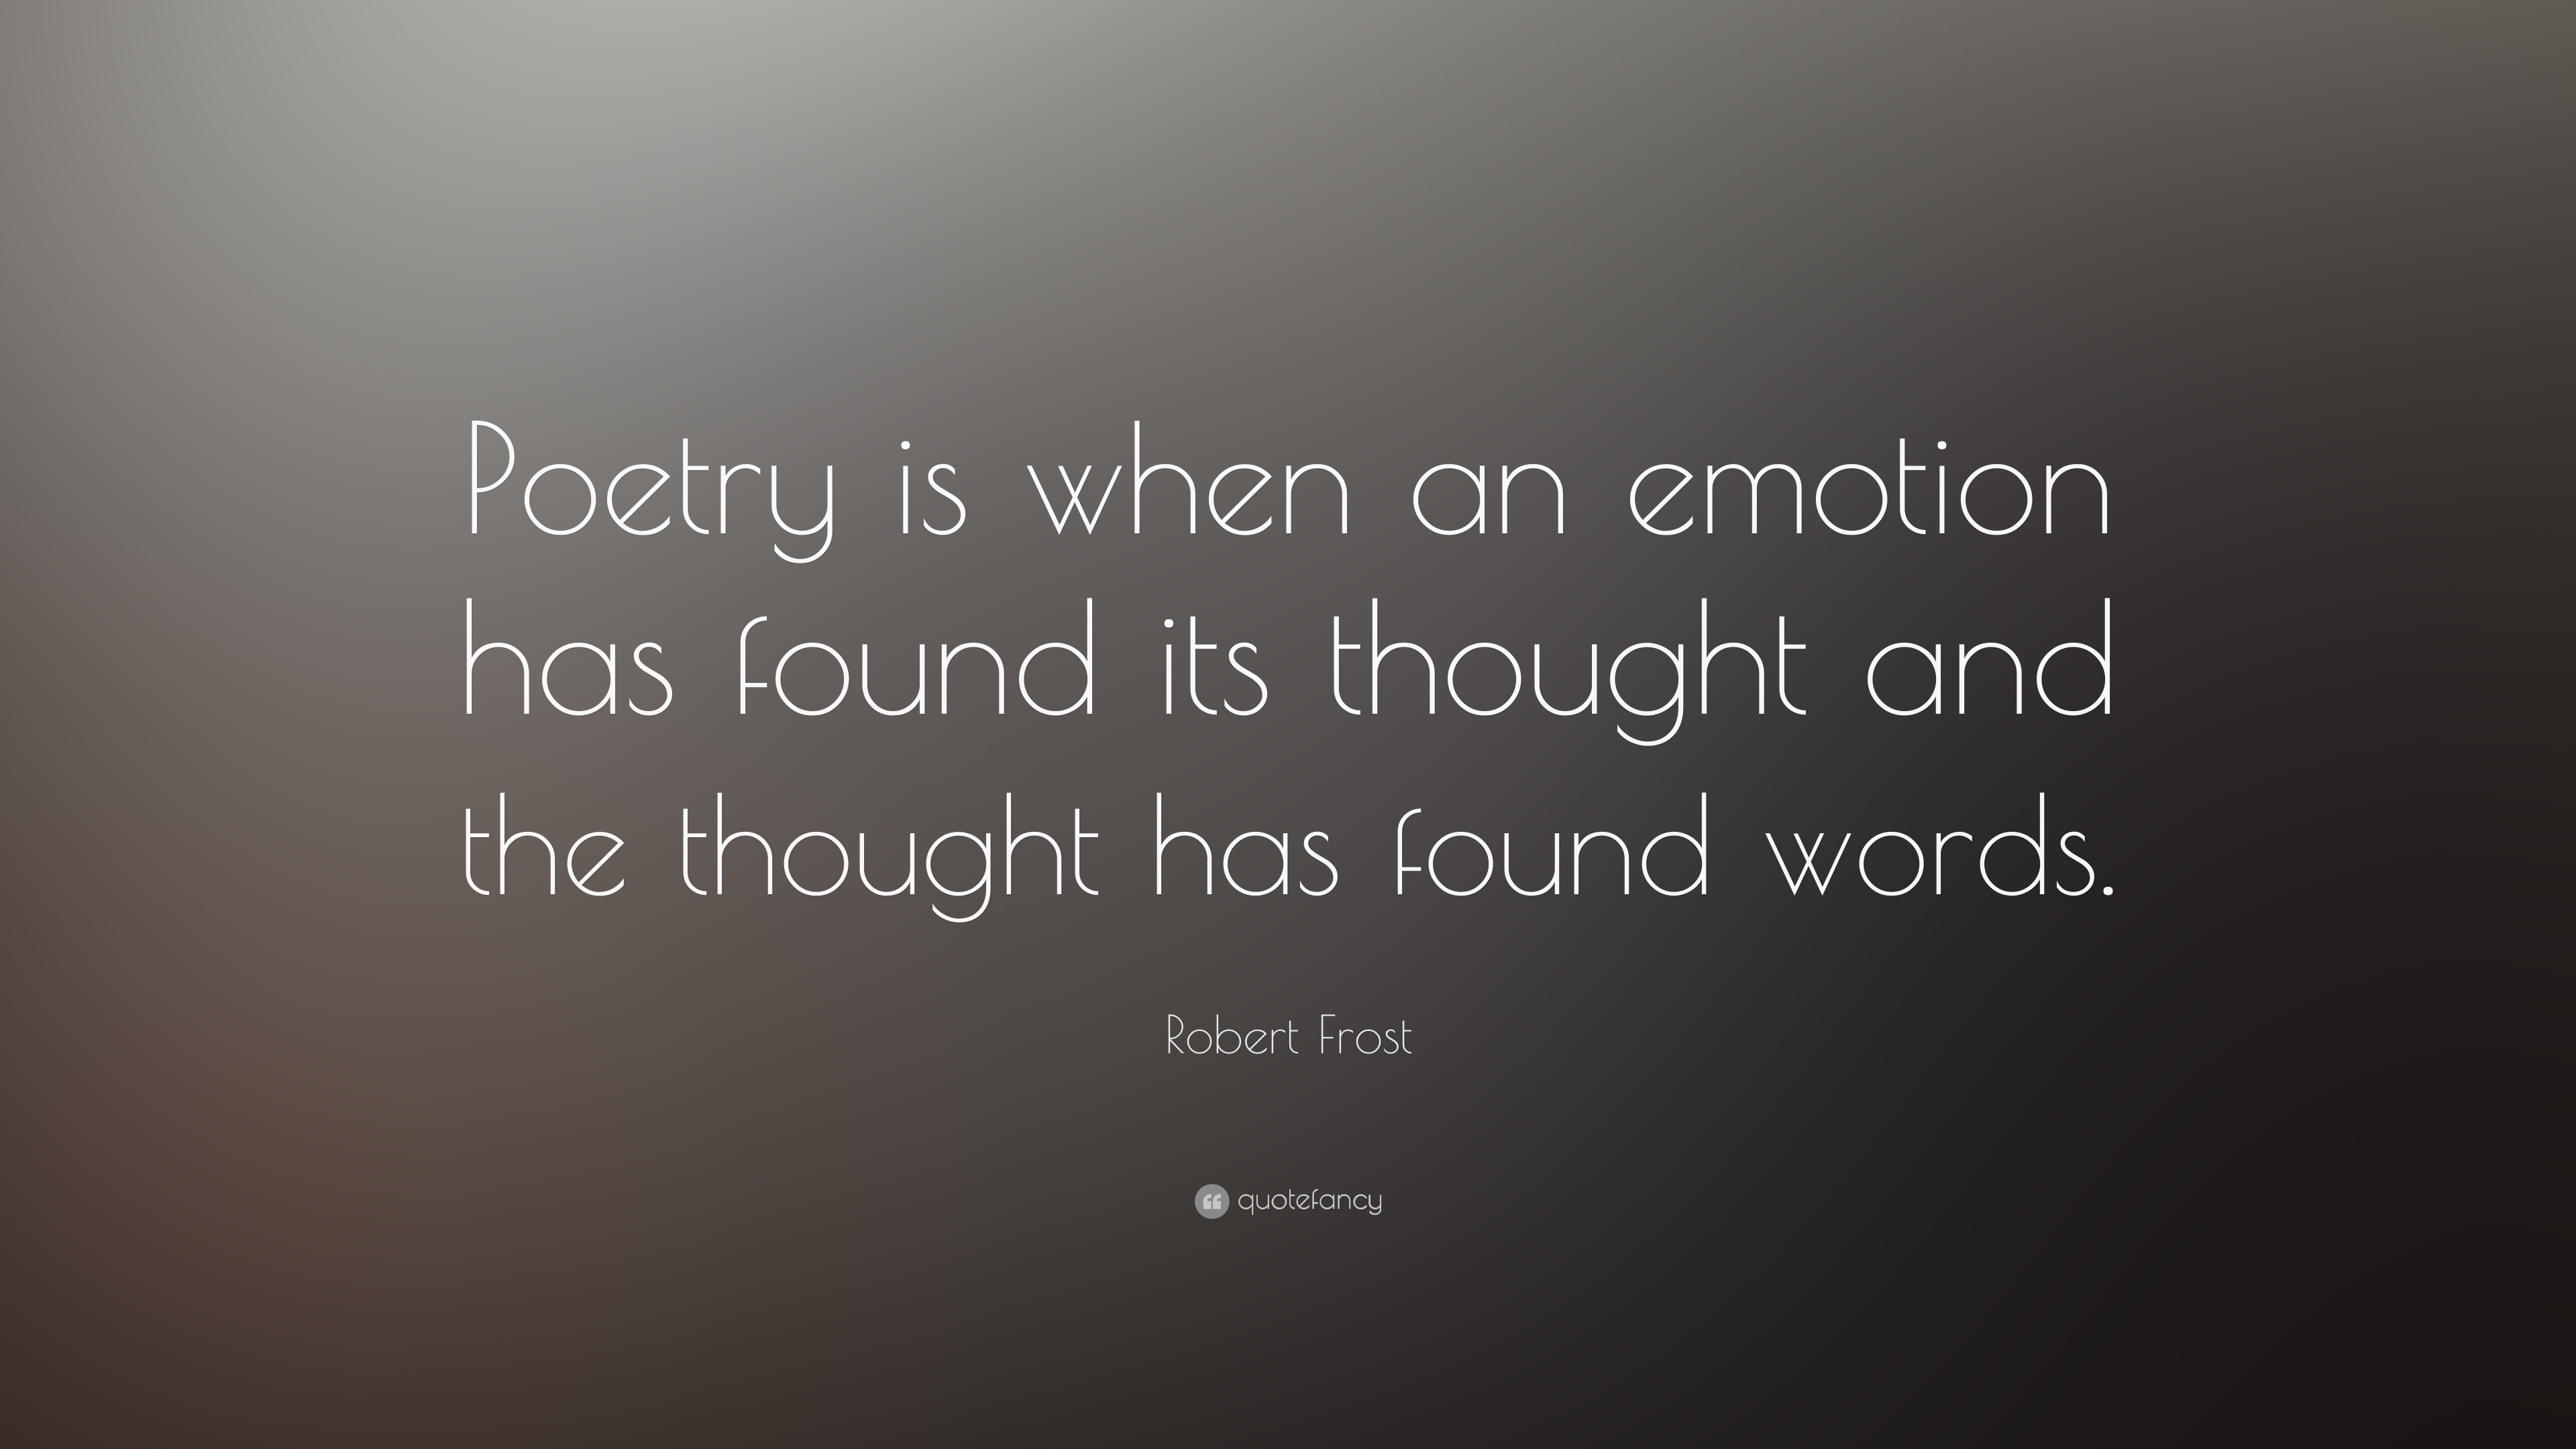 Poetry is when an emotion
has found its thought and
the thought has found words.
Robert Frost
quotefancy